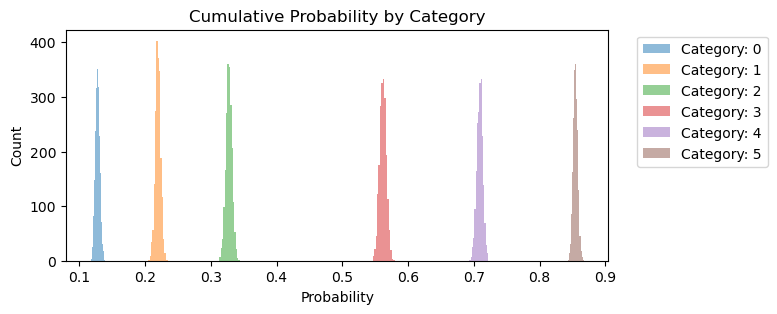 Cumulative Probability by Category
400
300
200
100
0
Count
0.1 0.2 0.3 0.4 0.5 0.6 0.7 0.8 0.9
Probability
Category: 0
Category: 1
Category: 2
Category: 3
Category: 4
Category: 5